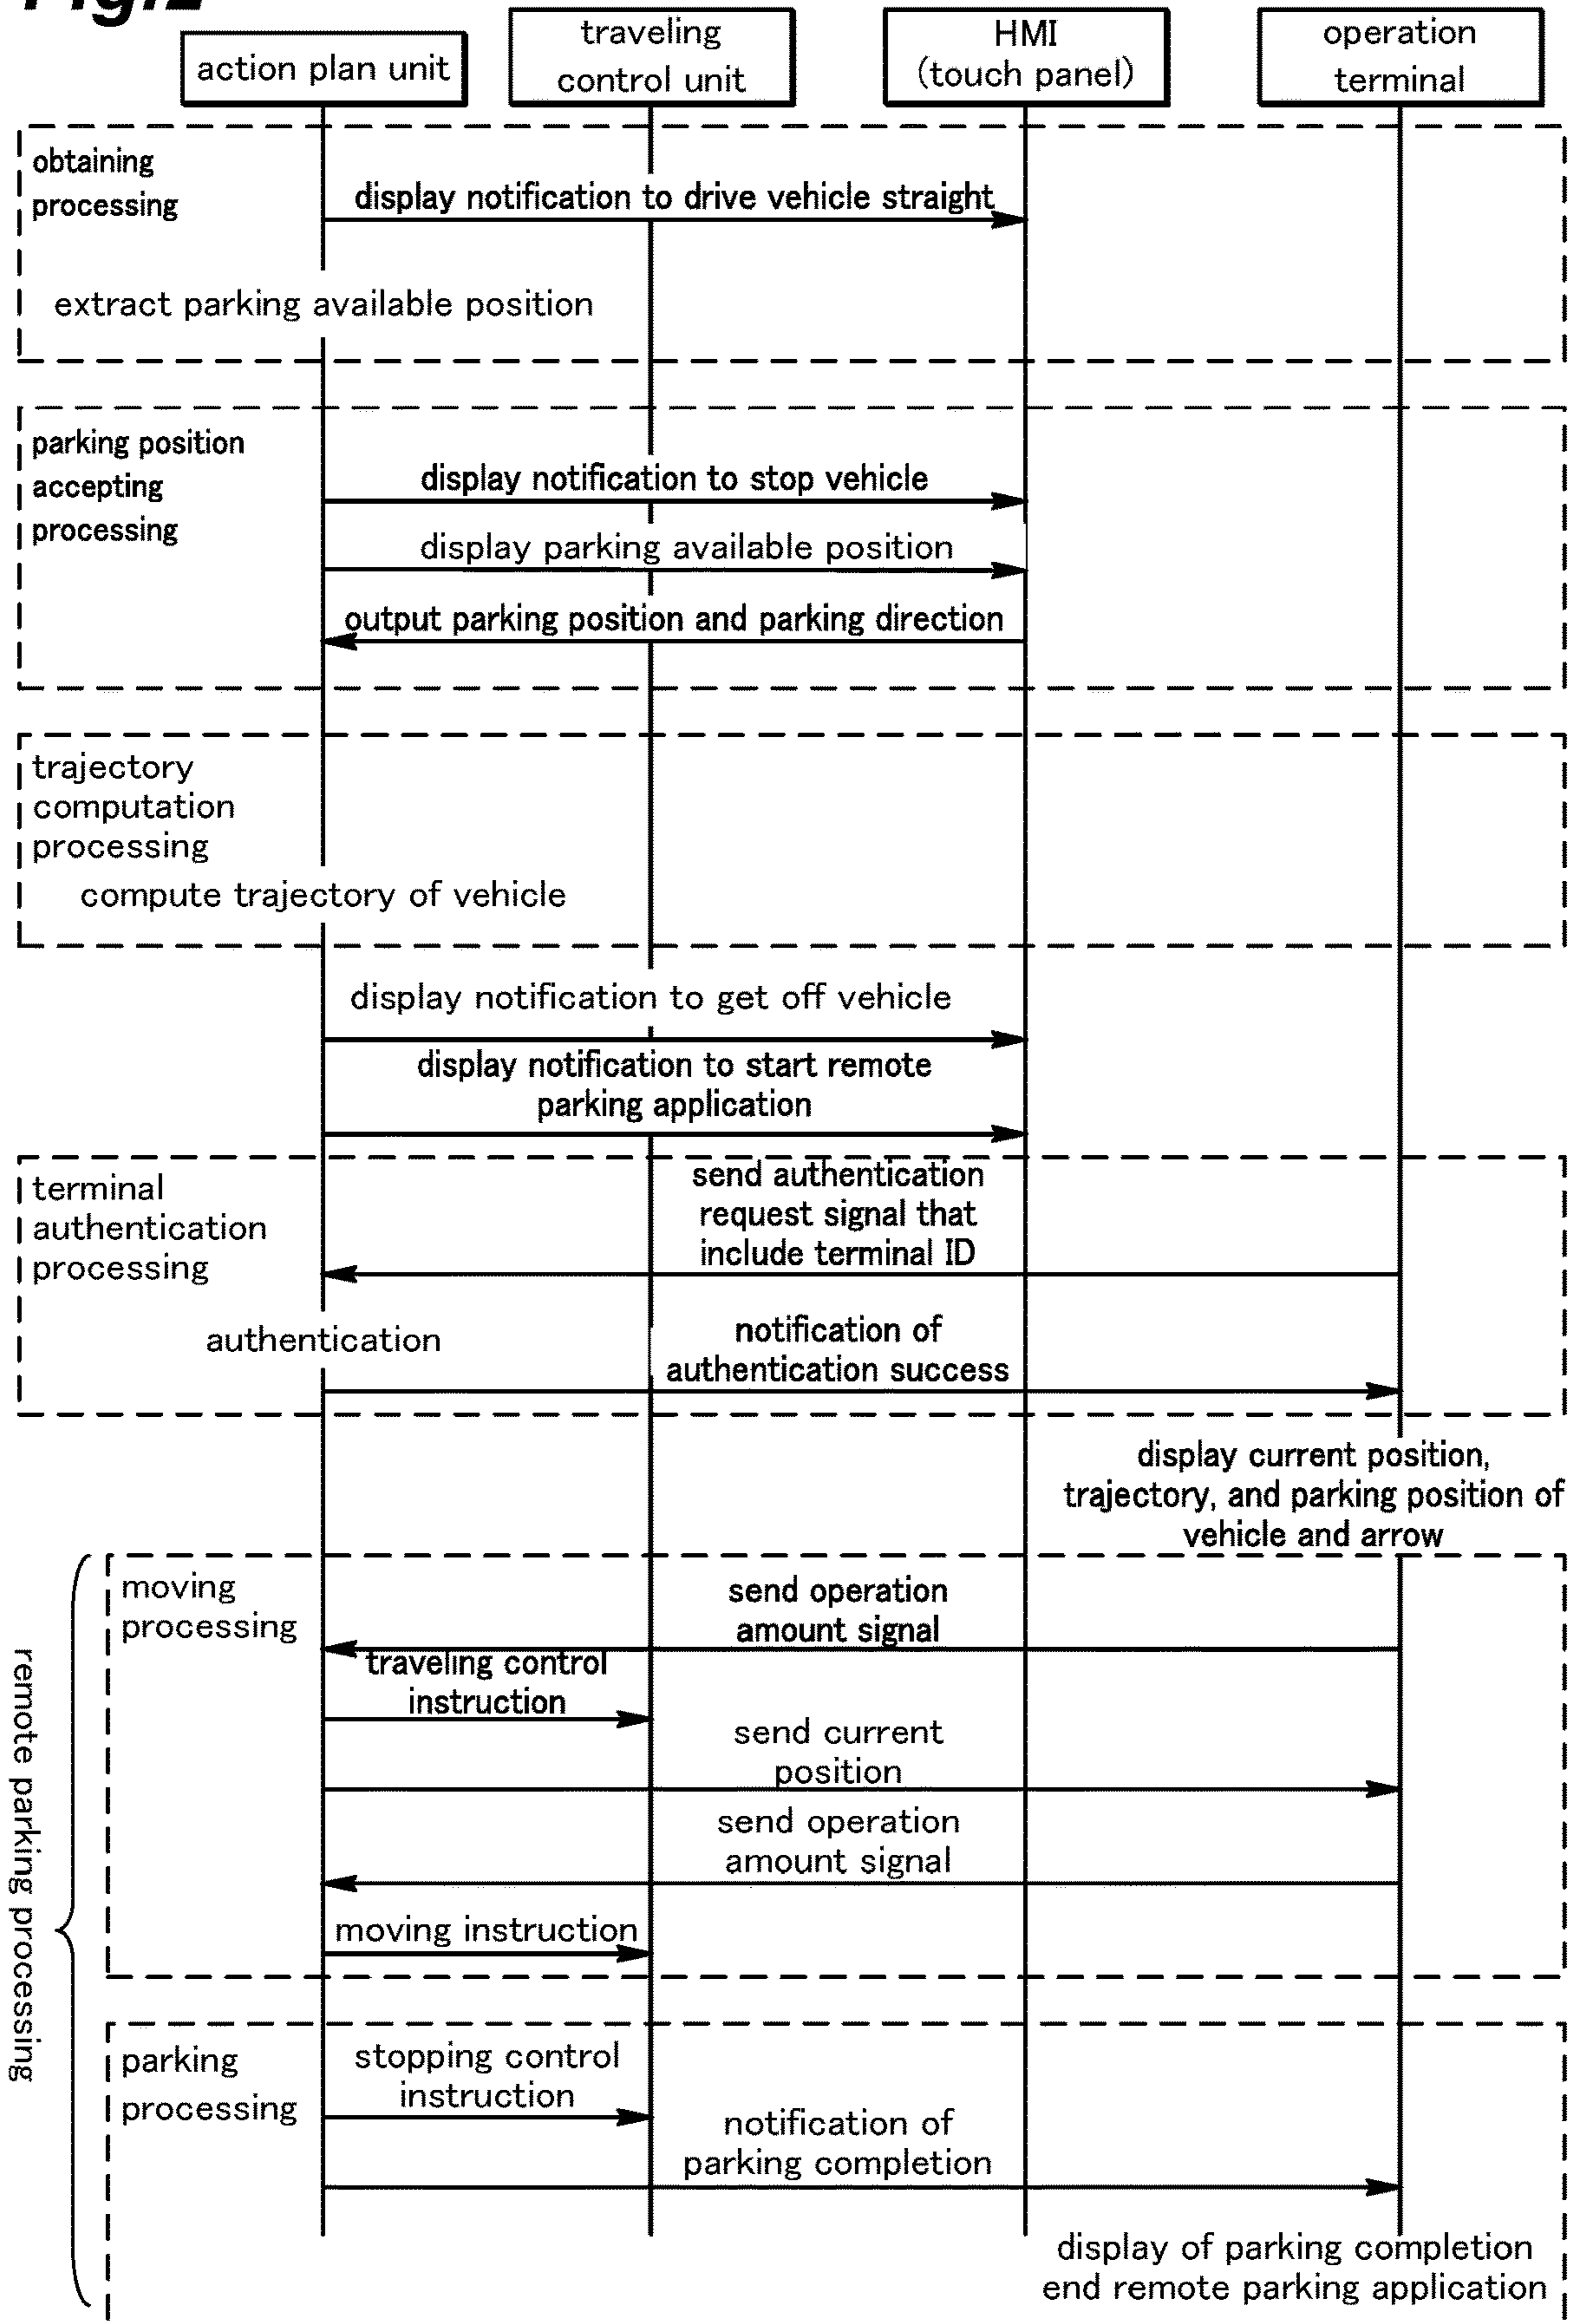 Fig.2
action plan unit
traveling
control unit
HMI
(touch panel)
operation
terminal
obtaining
processing
display notification to drive vehicle straight
extract parking available position
parking position
accepting
processing
display notification to stop vehicle
display parking available position
output parking position and parking direction
trajectory
computation
processing
compute trajectory of vehicle
display notification to get off vehicle
display notification to start remote
parking application
terminal
authentication
processing
send authentication
request signal that
include terminal ID
authentication
notification of
authentication success
display current position,
trajectory, and parking position of
vehicle and arrow
remote parking processing
moving
processing
send operation
amount signal
traveling control
instruction
send current
position
send operation
amount signal
moving instruction
parking
processing
stopping control
instruction
notification of
parking completion
display of parking completion
end remote parking application